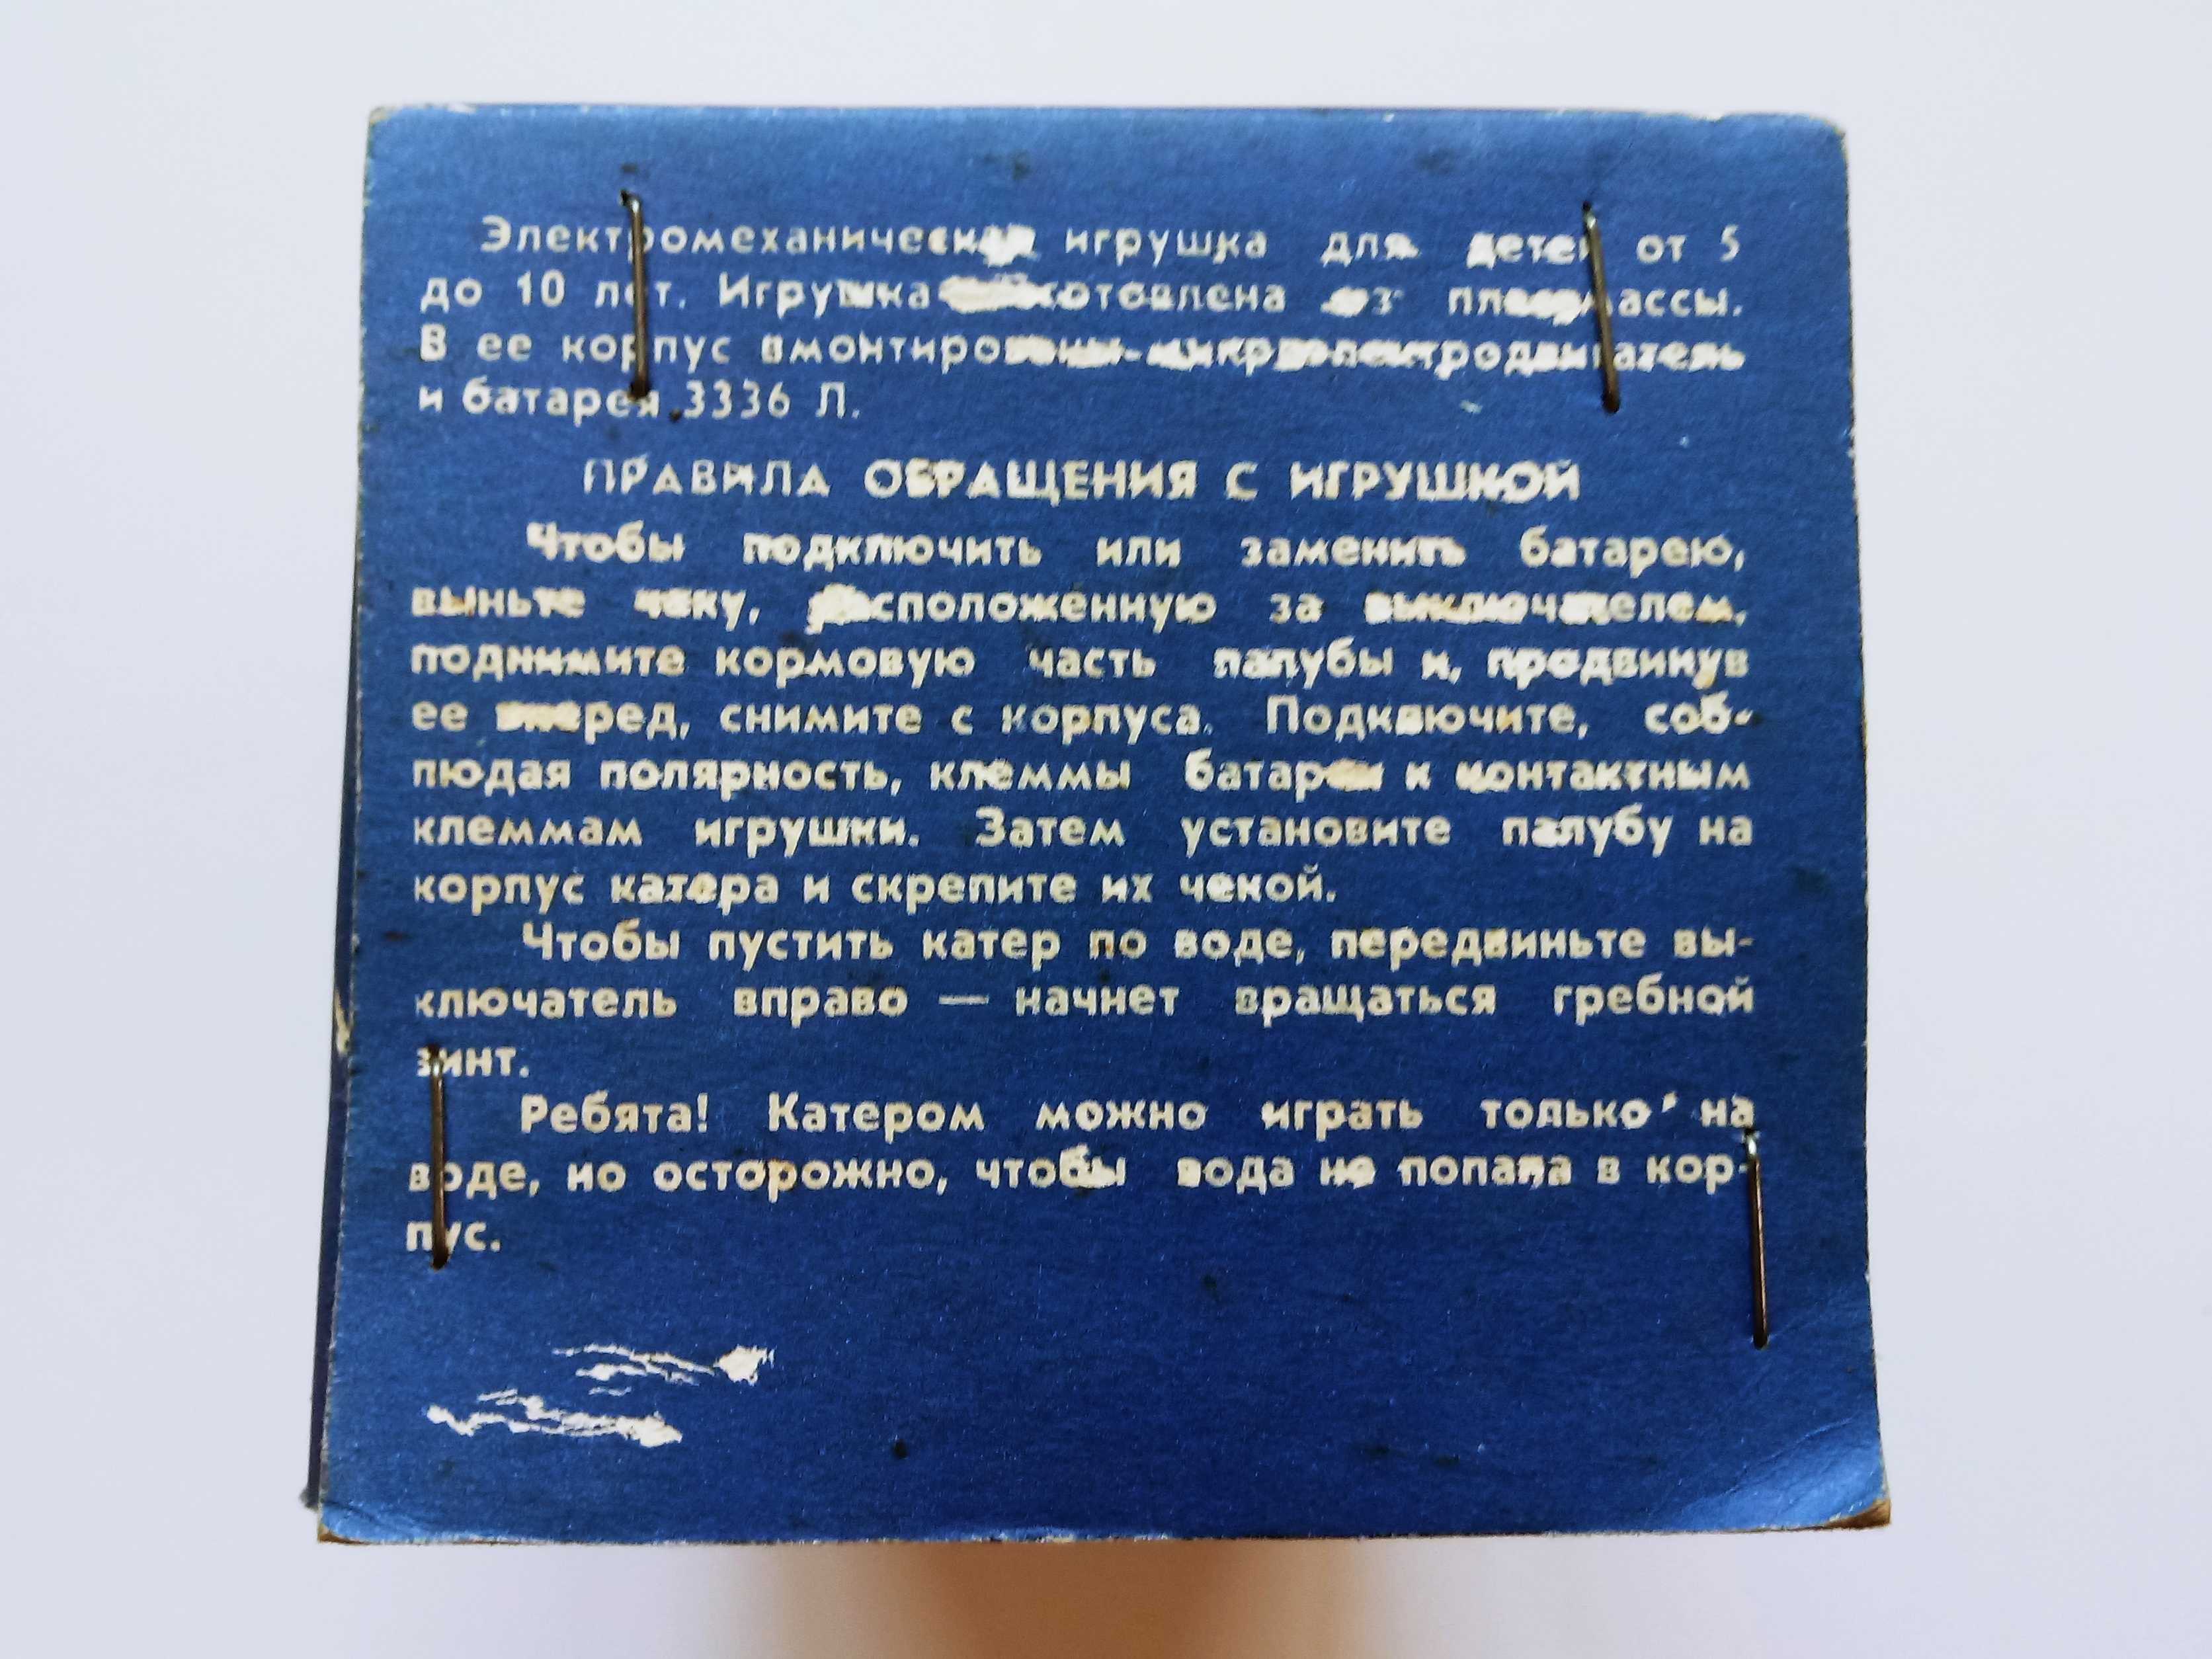 Электромеханическая игрушка для детей от 5
до 10 лет. Игрушка изготовлена из пластмассы.
В ее корпус вмонтированы микроэлектродвигатель
и батарея 3336 Л.
ПРАВИЛА ОБРАЩЕНИЯ С ИГРУШКОЙ
Чтобы подключить или заменить батарею,
выньте чеку, расположенную за выключателем,
поднимите кормовую часть палубы и, продвинув
ее вперед, снимите с корпуса. Подключите, соб-
людая полярность, клеммы батареи к контактным
клеммам игрушки. Затем установите палубу на
корпус катера и скрепите их чекой.
Чтобы пустить катер по воде, передвиньте вы-
ключатель вправо — начнет вращаться гребной
винт.
Ребята! Катером можно играть только на
воде, но осторожно, чтобы вода не попала в кор-
пус.